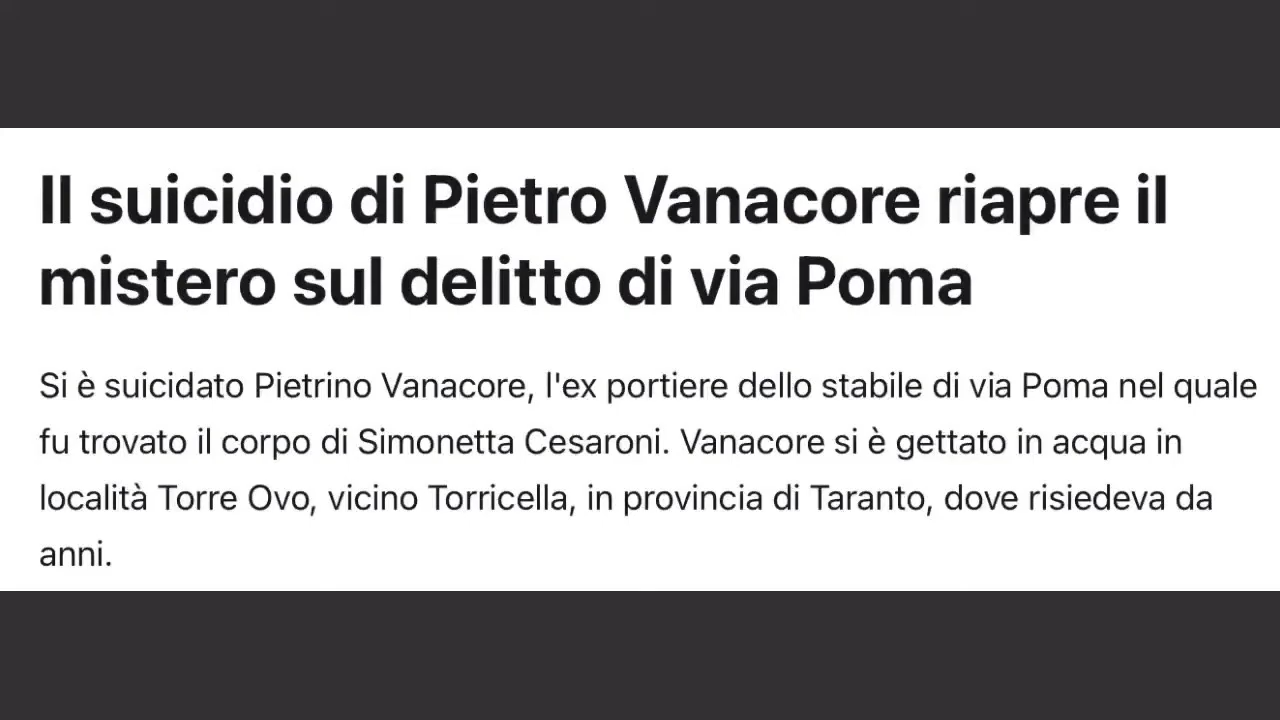 Il suicidio di Pietro Vanacore riapre il
mistero sul delitto di via Poma
Si è suicidato Pietrino Vanacore, l'ex portiere dello stabile di via Poma nel quale
fu trovato il corpo di Simonetta Cesaroni. Vanacore si è gettato in acqua in
località Torre Ovo, vicino Torricella, in provincia di Taranto, dove risiedeva da
anni.